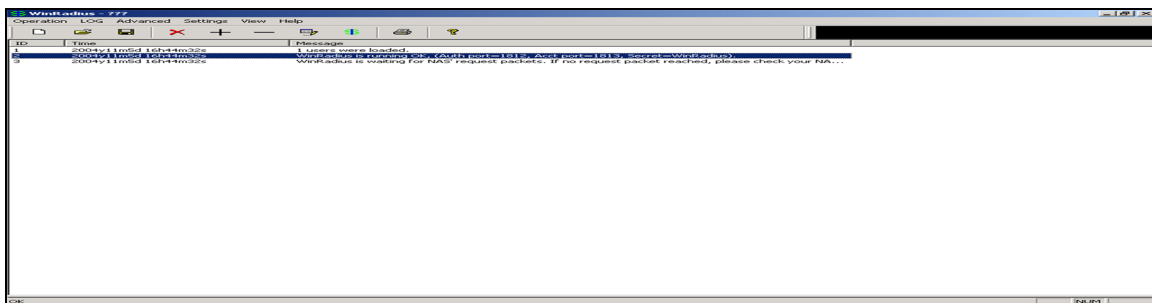 WinRadius - ???
Operation LOG Advanced Settings View Help
ID Time Message
1 2004y11m5d 16h44m32s 1 users were loaded.
2 2004y11m5d 16h44m32s WinRadius is running OK. (Auth port=1812, Acct port=1813, Secret=WinRadius).
3 2004y11m5d 16h44m32s WinRadius is waiting for NAS' request packets. If no request packet reached, please check your NA...
OK NUM